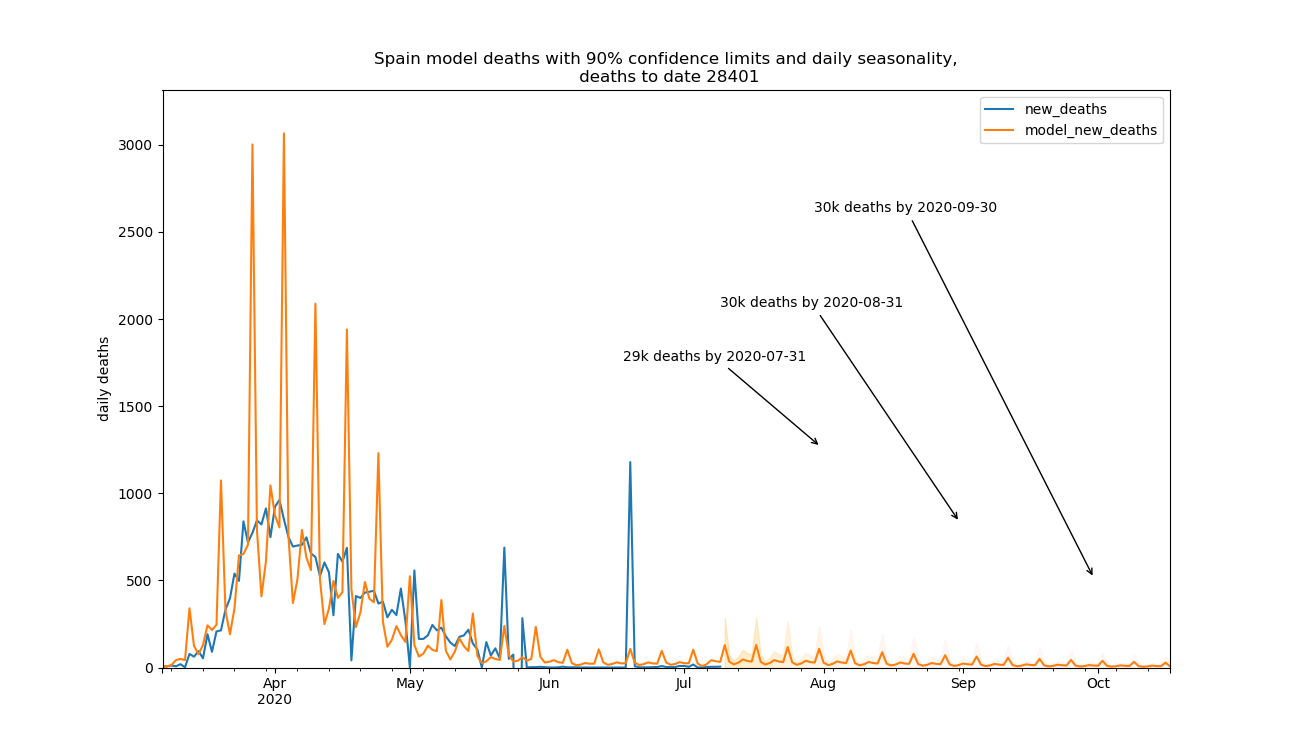 Spain model deaths with 90% confidence limits and daily seasonality,
deaths to date 28401
new_deaths
model_new_deaths
daily deaths
3000
2500
2000
1500
1000
500
0
30k deaths by 2020-09-30
30k deaths by 2020-08-31
29k deaths by 2020-07-31
Apr
2020
May
Jun
Jul
Aug
Sep
Oct